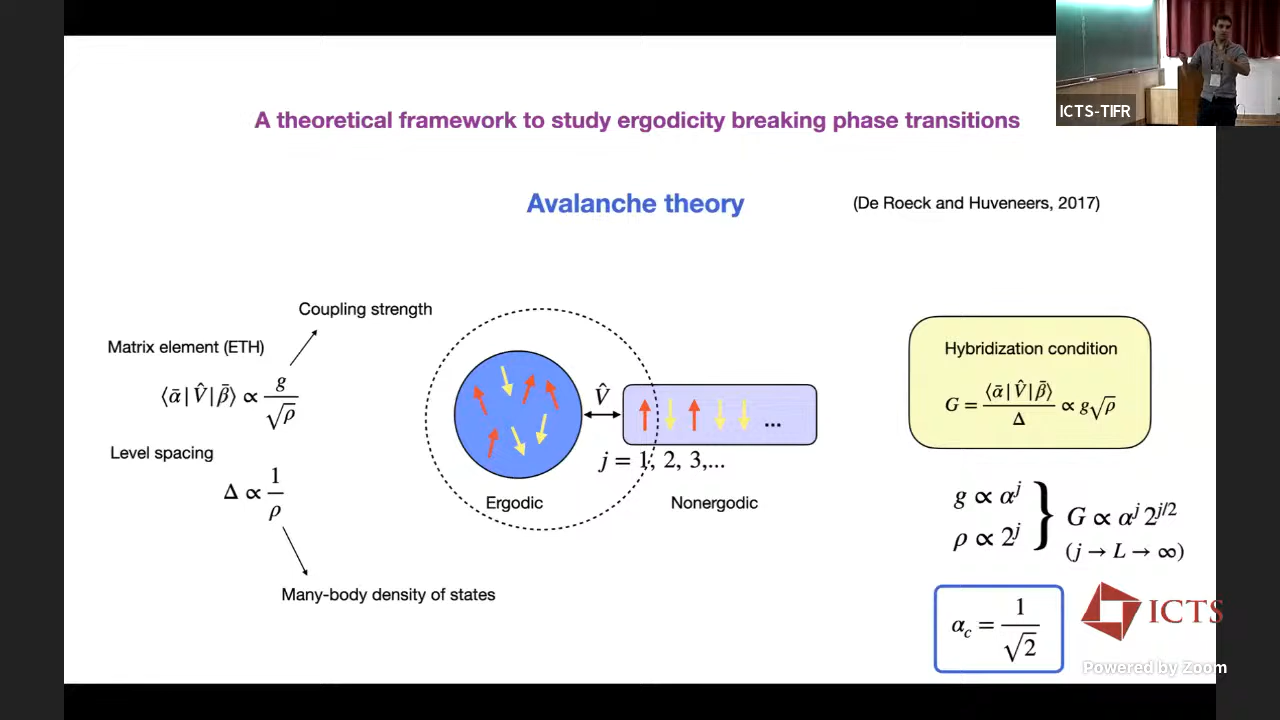 ICTS-TIFR
A theoretical framework to study ergodicity breaking phase transitions
Avalanche theory
(De Roeck and Huveneers, 2017)
Coupling strength
Matrix element (ETH)
⟨ᾱ|V̂|β̄⟩ ∝ g/√ρ
Level spacing
Δ ∝ 1/ρ
Many-body density of states
V̂
...
j = 1, 2, 3,...
Ergodic
Nonergodic
Hybridization condition
G = ⟨ᾱ|V̂|β̄⟩/Δ ∝ g√ρ
g ∝ α^j
ρ ∝ 2^j
} G ∝ α^j 2^{j/2}
(j → L → ∞)
α_c = 1/√2
ICTS
Powered by Zoom